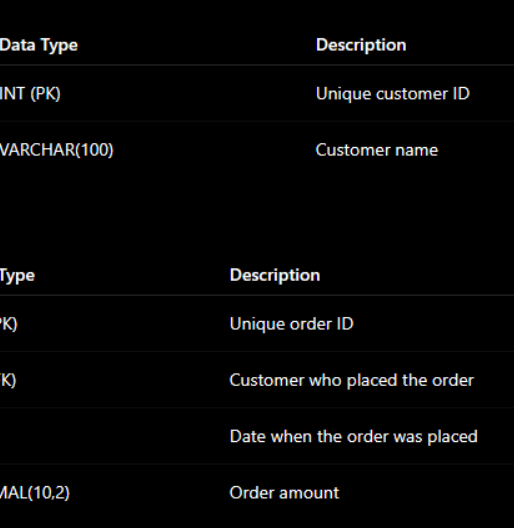 Data Type Description
INT (PK) Unique customer ID
VARCHAR(100) Customer name
Type Description
PK) Unique order ID
K) Customer who placed the order
Date when the order was placed
MAL(10,2) Order amount